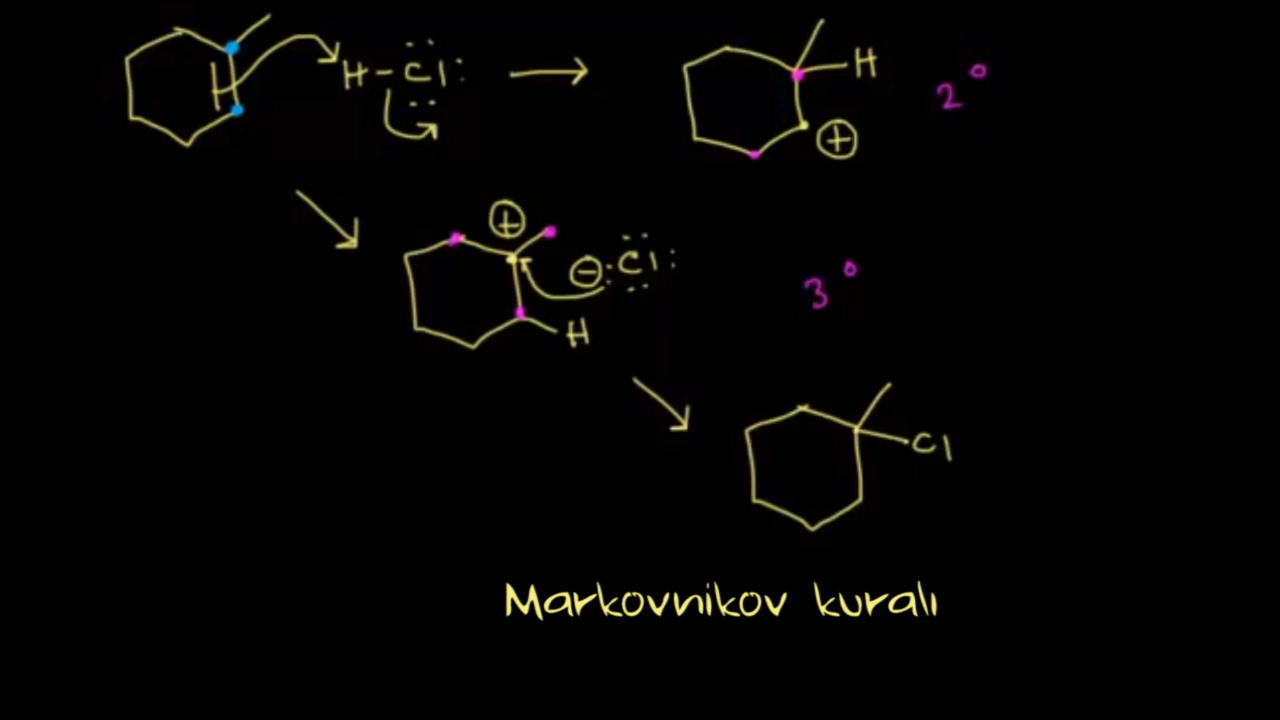 H–Cl: H 2°
⊕
⊕
⊖ :Cl: 3°
H
Cl
Markovnikov kuralı